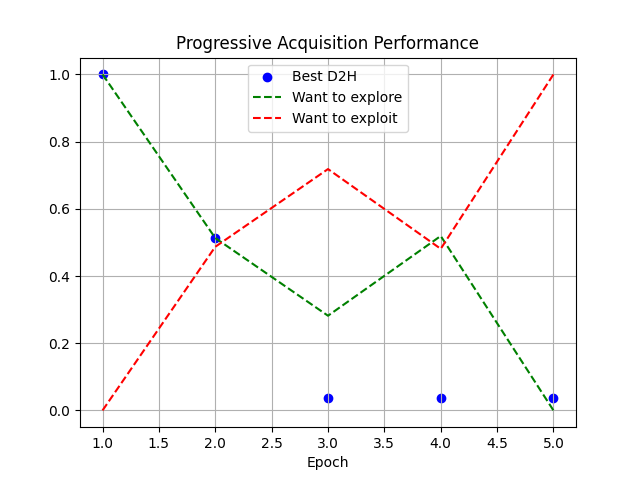 Progressive Acquisition Performance
Best D2H
Want to explore
Want to exploit
1.0
0.8
0.6
0.4
0.2
0.0
1.0 1.5 2.0 2.5 3.0 3.5 4.0 4.5 5.0
Epoch